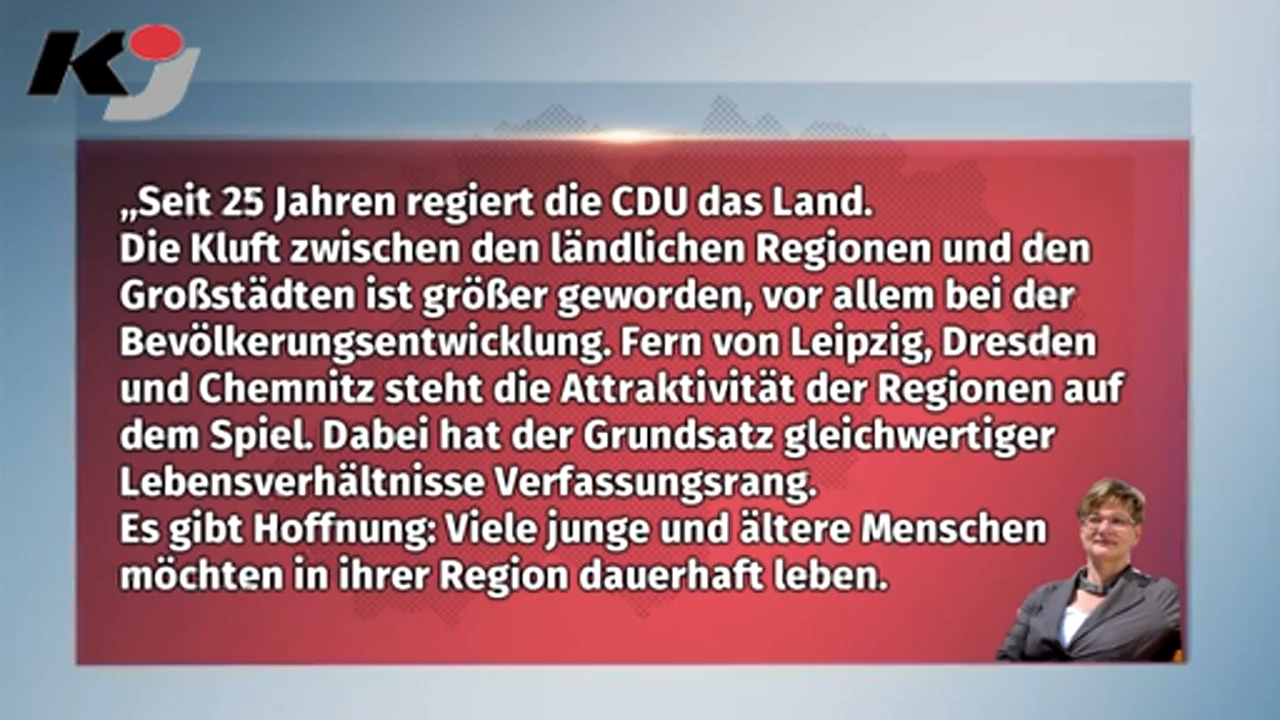 KJ
„Seit 25 Jahren regiert die CDU das Land.
Die Kluft zwischen den ländlichen Regionen und den
Großstädten ist größer geworden, vor allem bei der
Bevölkerungsentwicklung. Fern von Leipzig, Dresden
und Chemnitz steht die Attraktivität der Regionen auf
dem Spiel. Dabei hat der Grundsatz gleichwertiger
Lebensverhältnisse Verfassungsrang.
Es gibt Hoffnung: Viele junge und ältere Menschen
möchten in ihrer Region dauerhaft leben.